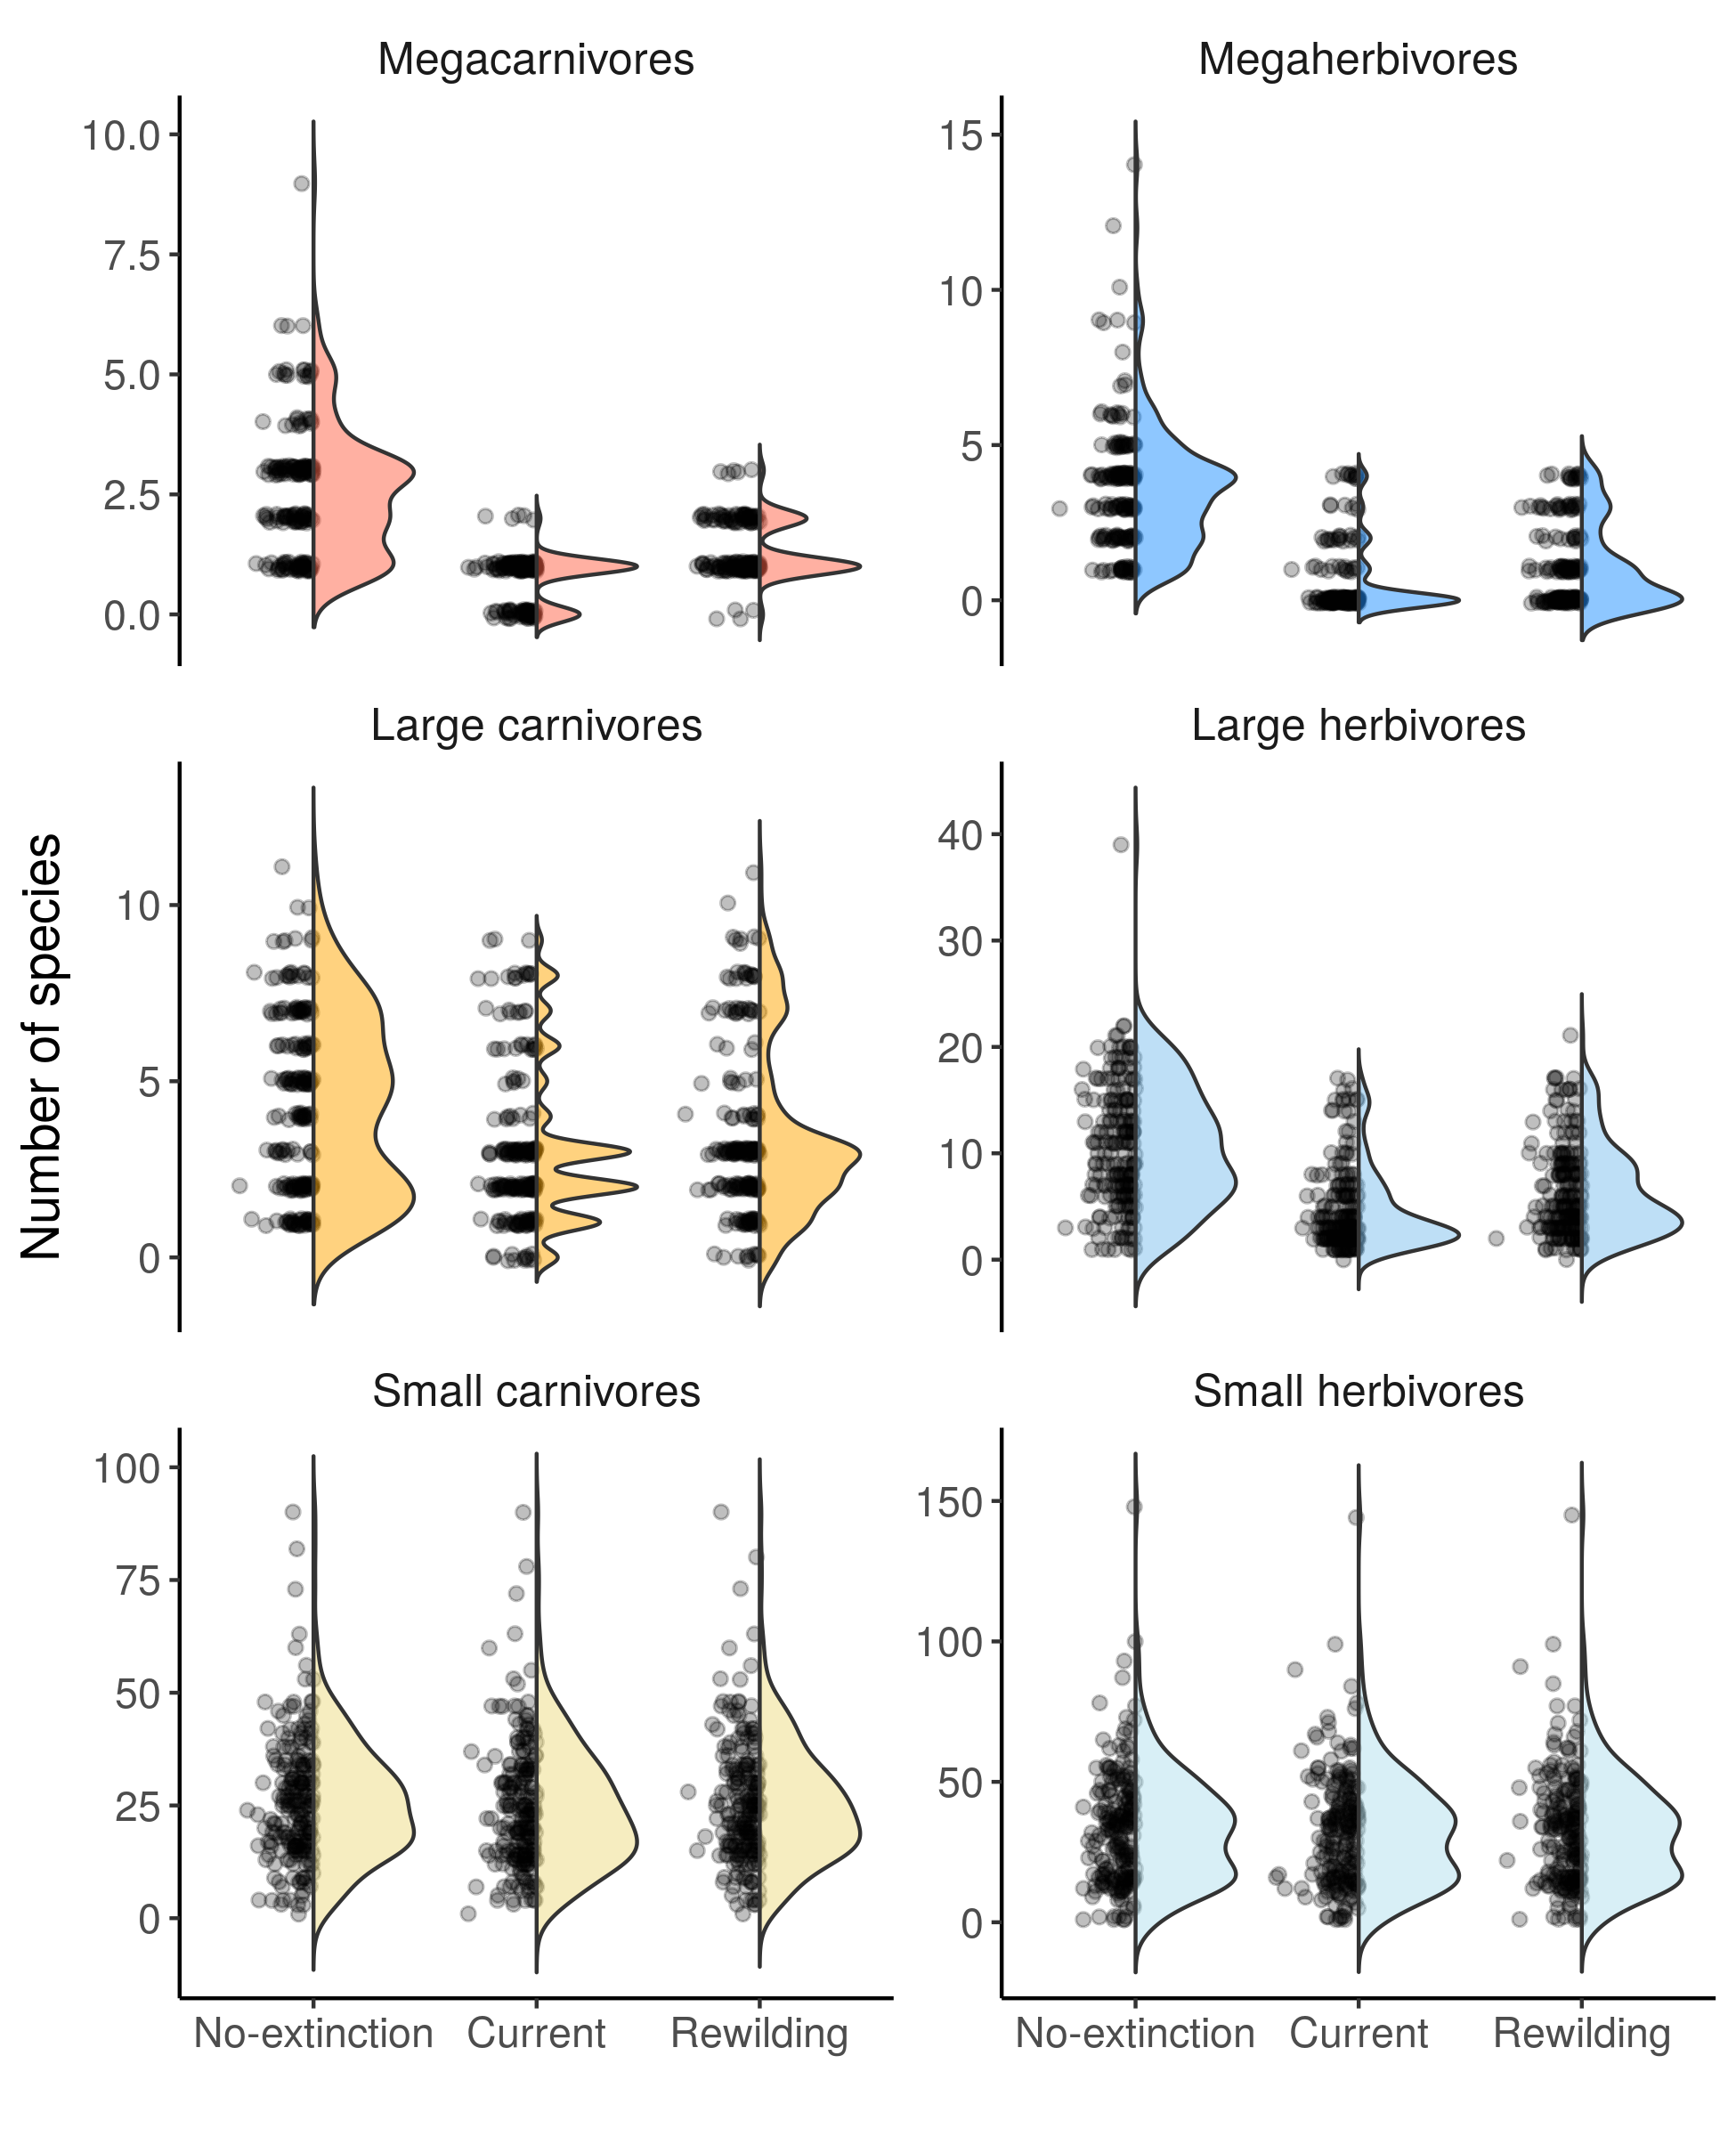 Megacarnivores
Megaherbivores
10.0
7.5
5.0
2.5
0.0
15
10
5
0
Large carnivores
Large herbivores
Number of species
10
5
0
40
30
20
10
0
Small carnivores
Small herbivores
100
75
50
25
0
150
100
50
0
No-extinction Current Rewilding
No-extinction Current Rewilding